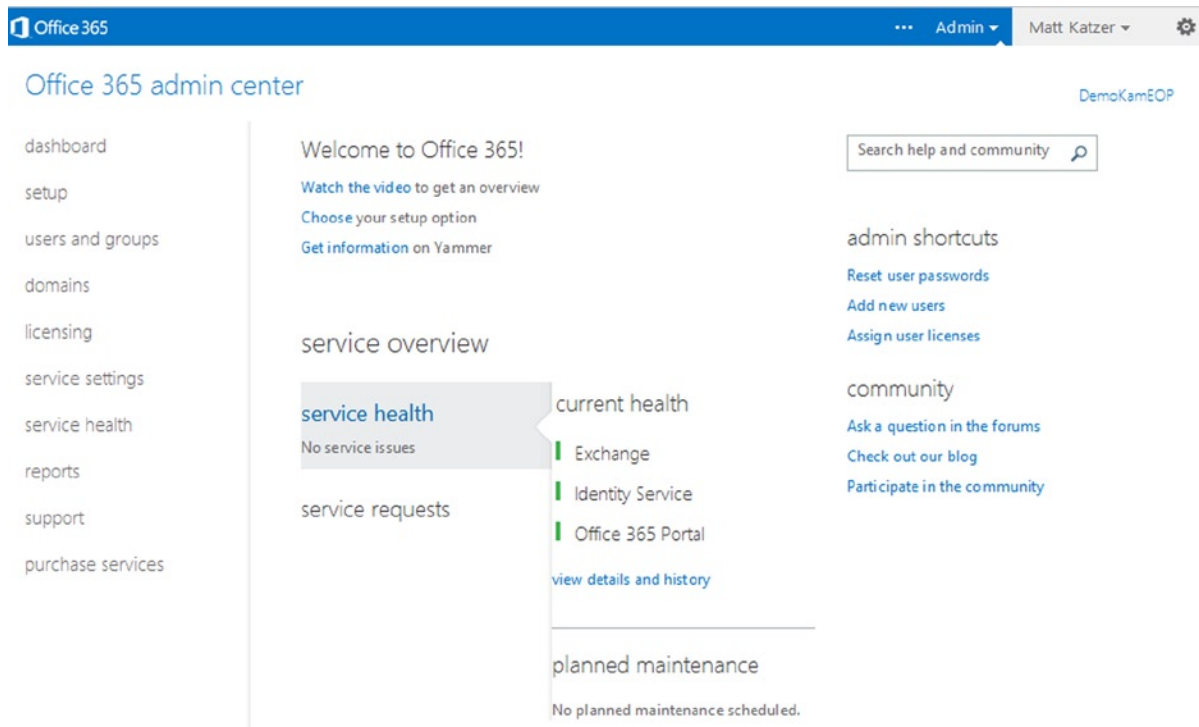 Office 365
... Admin Matt Katzer
Office 365 admin center
DemoKamEOP
dashboard
setup
users and groups
domains
licensing
service settings
service health
reports
support
purchase services
Welcome to Office 365!
Watch the video to get an overview
Choose your setup option
Get information on Yammer
service overview
service health
No service issues
service requests
current health
Exchange
Identity Service
Office 365 Portal
view details and history
planned maintenance
No planned maintenance scheduled.
Search help and community
admin shortcuts
Reset user passwords
Add new users
Assign user licenses
community
Ask a question in the forums
Check out our blog
Participate in the community